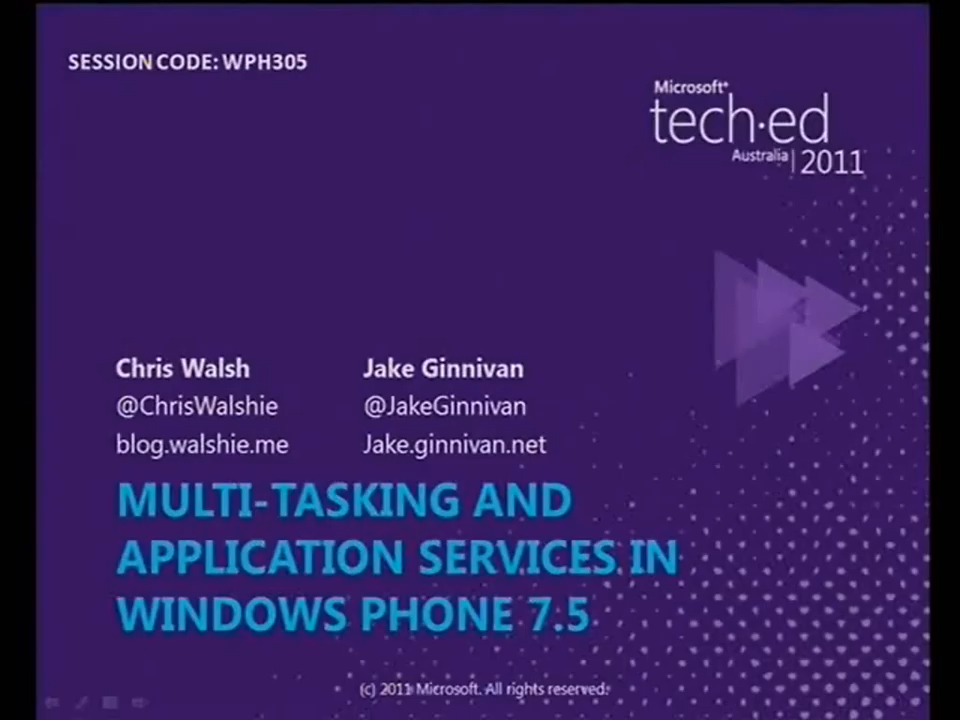 SESSION CODE: WPH305
Microsoft®
tech·ed
Australia | 2011
Chris Walsh
@ChrisWalshie
blog.walshie.me
Jake Ginnivan
@JakeGinnivan
Jake.ginnivan.net
MULTI-TASKING AND
APPLICATION SERVICES IN
WINDOWS PHONE 7.5
(c) 2011 Microsoft. All rights reserved.